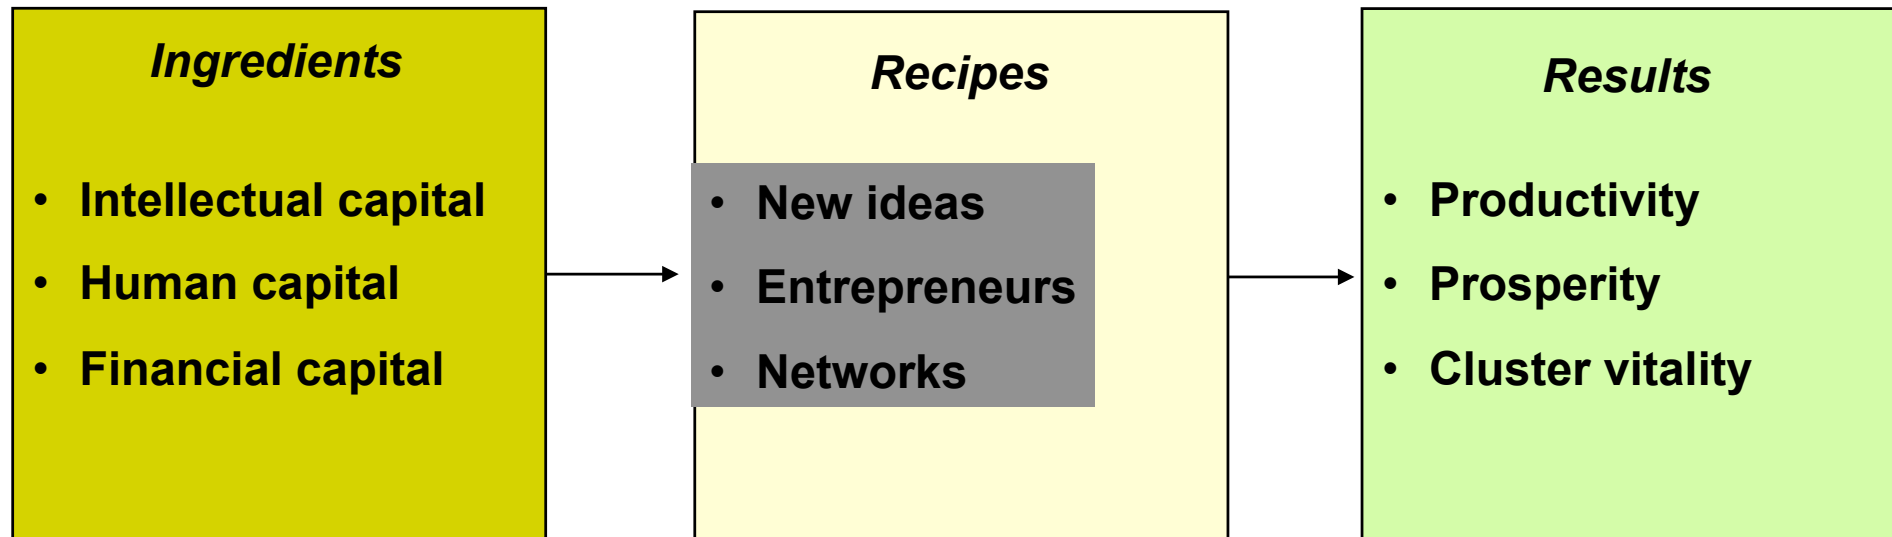 Ingredients
• Intellectual capital
• Human capital
• Financial capital
Recipes
• New ideas
• Entrepreneurs
• Networks
Results
• Productivity
• Prosperity
• Cluster vitality